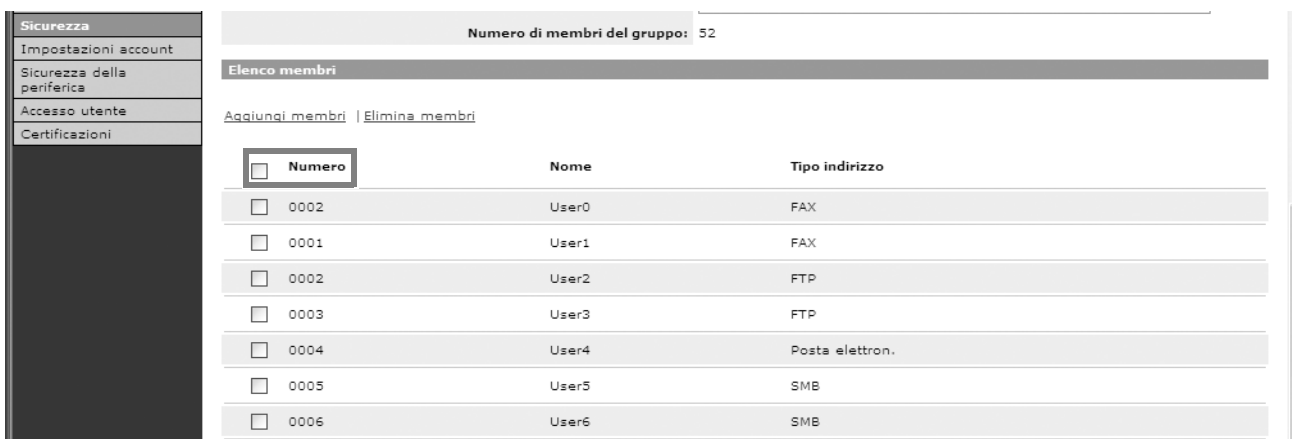 Sicurezza
Impostazioni account
Sicurezza della
periferica
Accesso utente
Certificazioni
Numero di membri del gruppo: 52
Elenco membri
Aggiungi membri | Elimina membri
Numero Nome Tipo indirizzo
0002 User0 FAX
0001 User1 FAX
0002 User2 FTP
0003 User3 FTP
0004 User4 Posta elettron.
0005 User5 SMB
0006 User6 SMB